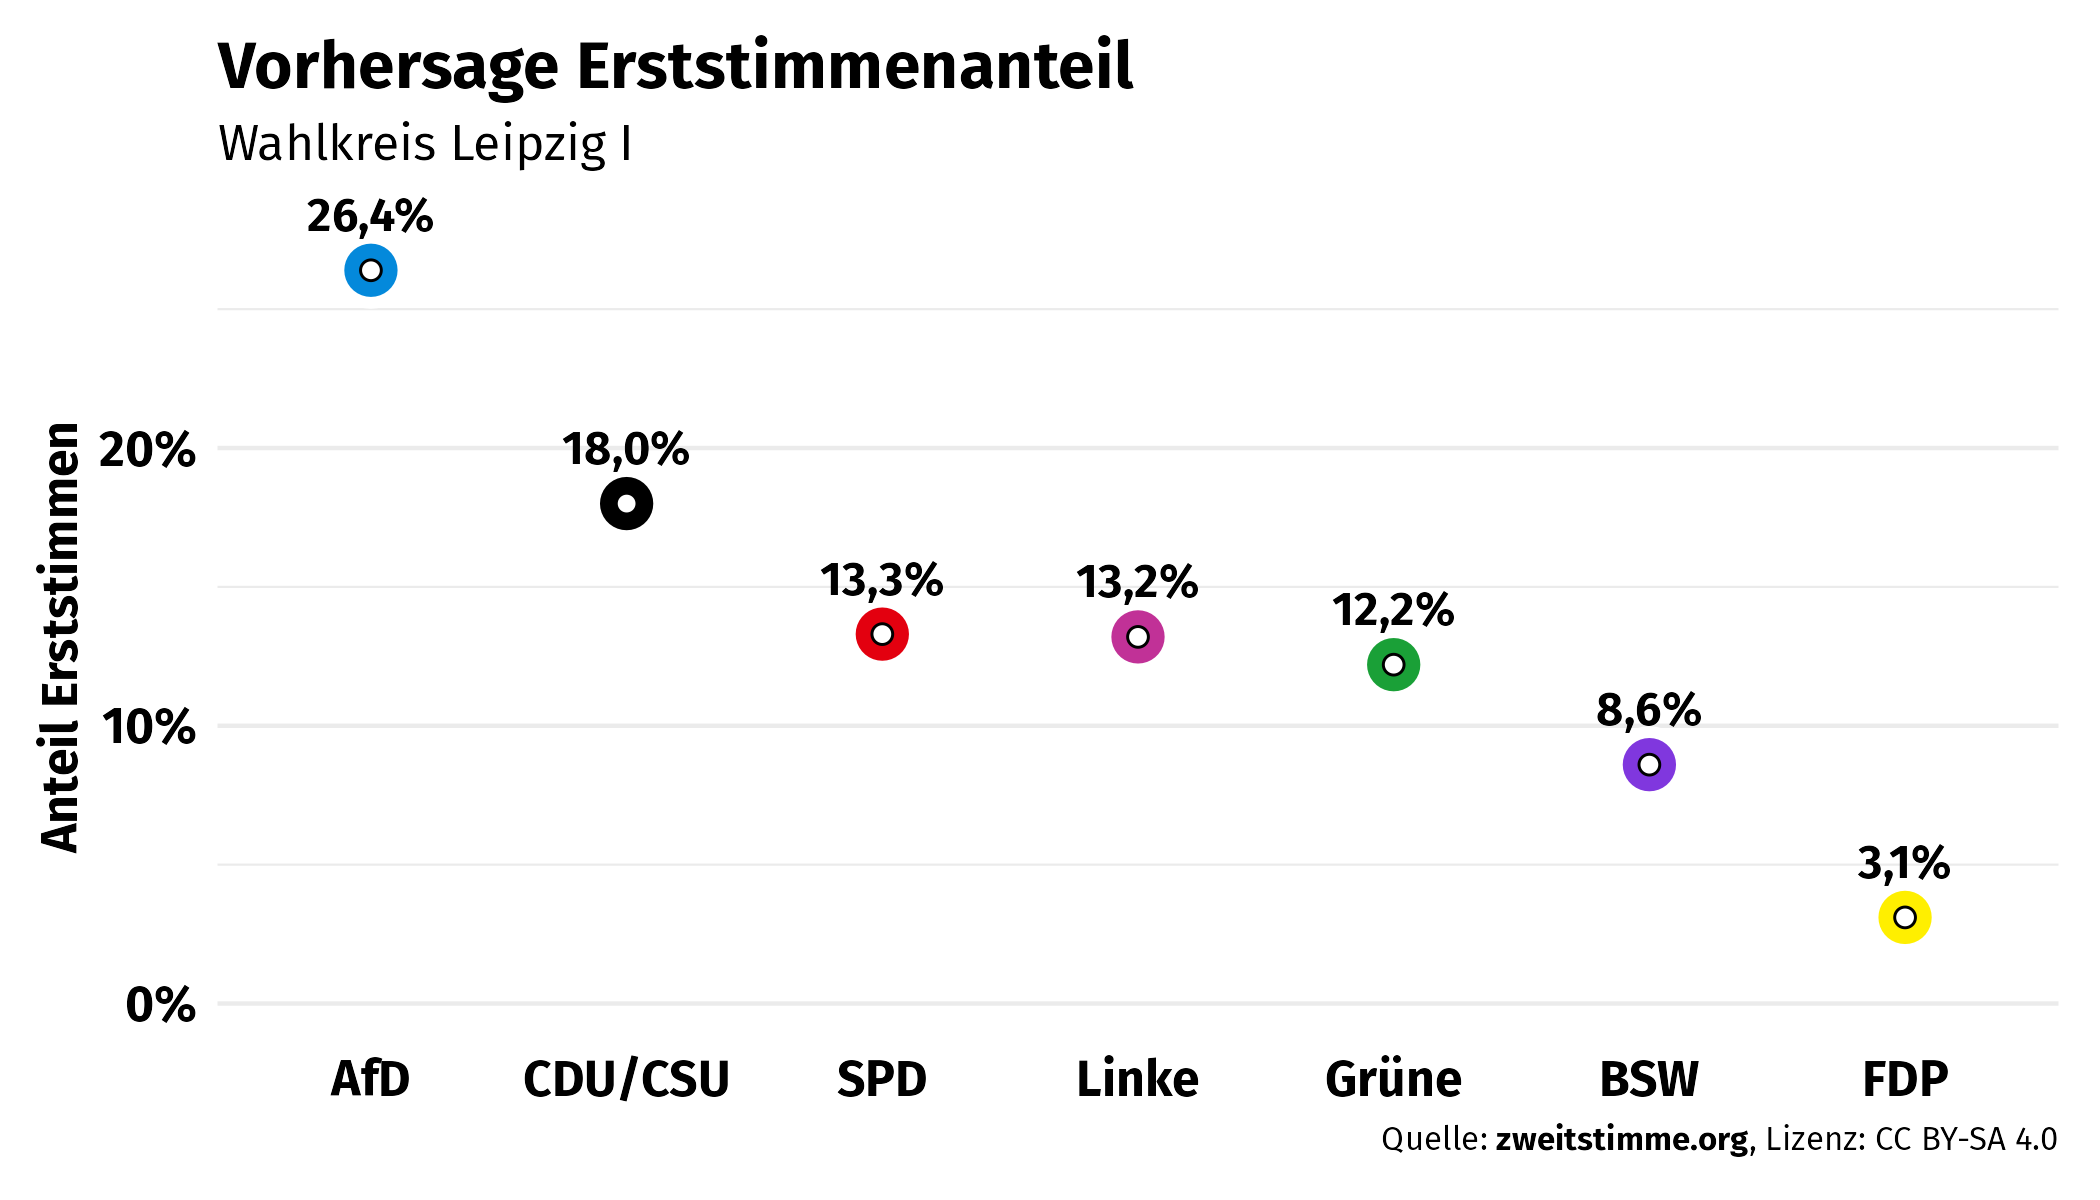 Vorhersage Erststimmenanteil
Wahlkreis Leipzig I
26,4%
18,0%
13,3%
13,2%
12,2%
8,6%
3,1%
Anteil Erststimmen
20%
10%
0%
AfD CDU/CSU SPD Linke Grüne BSW FDP
Quelle: zweitstimme.org, Lizenz: CC BY-SA 4.0